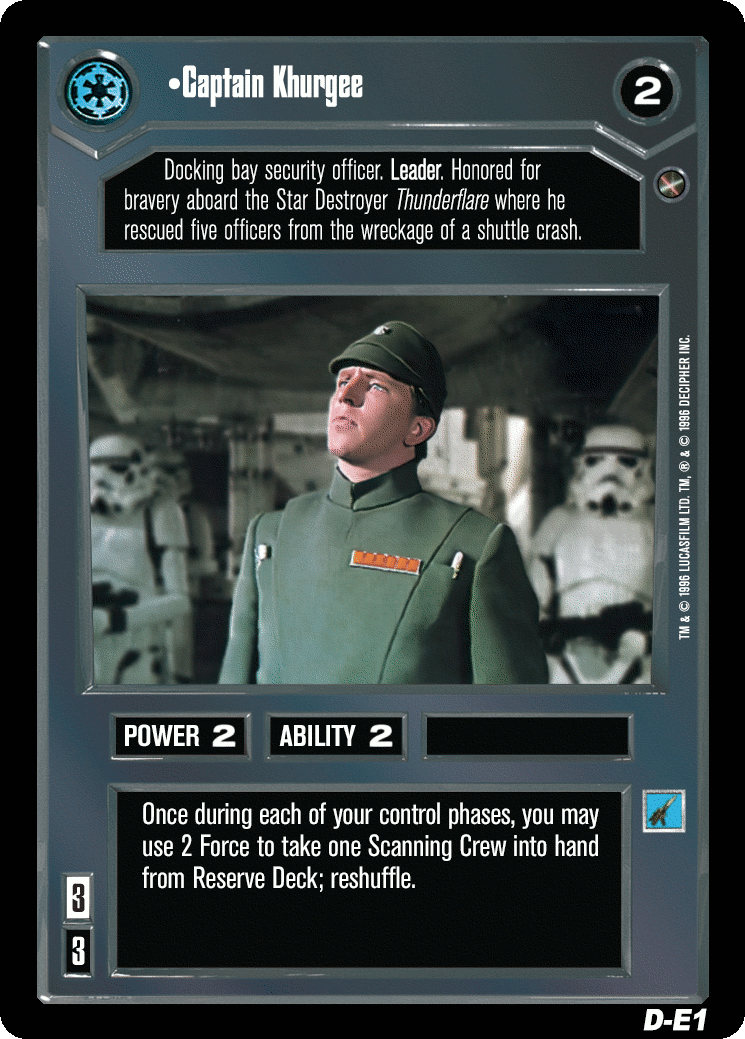 •Captain Khurgee
2
Docking bay security officer. Leader. Honored for
bravery aboard the Star Destroyer Thunderflare where he
rescued five officers from the wreckage of a shuttle crash.
TM & © 1996 LUCASFILM LTD. TM, ® & © 1996 DECIPHER INC.
POWER 2
ABILITY 2
Once during each of your control phases, you may
use 2 Force to take one Scanning Crew into hand
from Reserve Deck; reshuffle.
3
3
D-E1